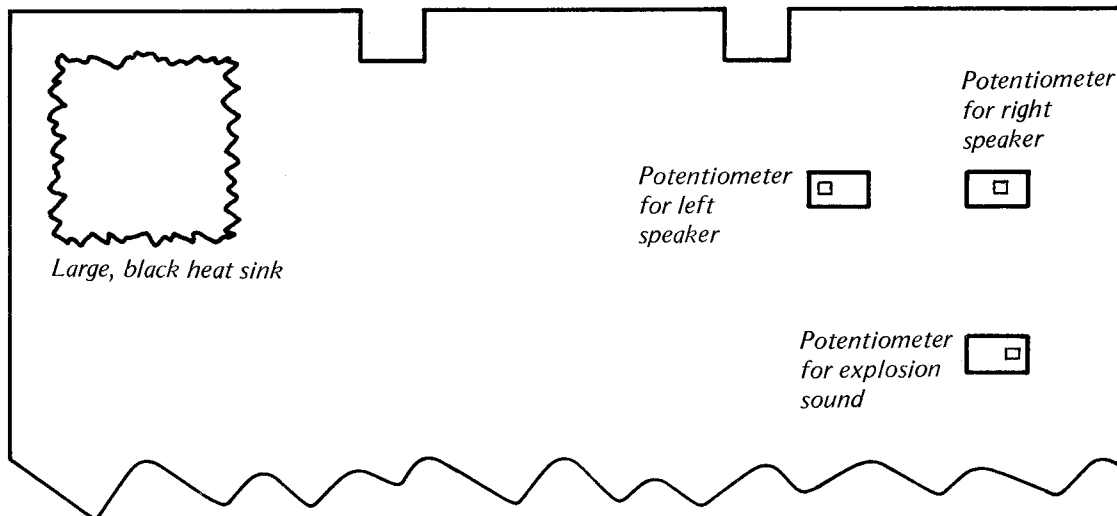 Potentiometer
for right
speaker
Potentiometer
for left
speaker
Large, black heat sink
Potentiometer
for explosion
sound